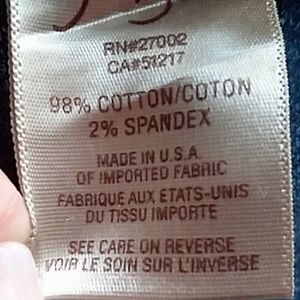 RN#27002
CA#51217
98% COTTON/COTON
2% SPANDEX
MADE IN U.S.A.
OF IMPORTED FABRIC
FABRIQUE AUX ETATS-UNIS
DU TISSU IMPORTE
SEE CARE ON REVERSE
VOIR LE SOIN SUR L'INVERSE